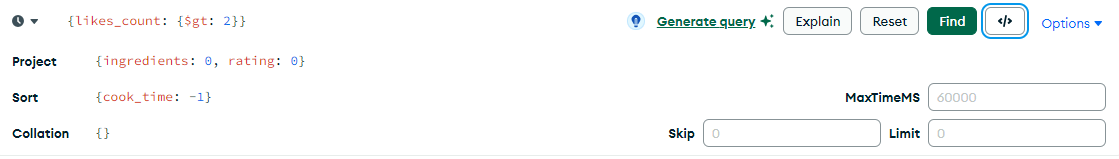 {likes_count: {$gt: 2}} Generate query Explain Reset Find </> Options
Project {ingredients: 0, rating: 0}
Sort {cook_time: -1} MaxTimeMS 60000
Collation {} Skip 0 Limit 0